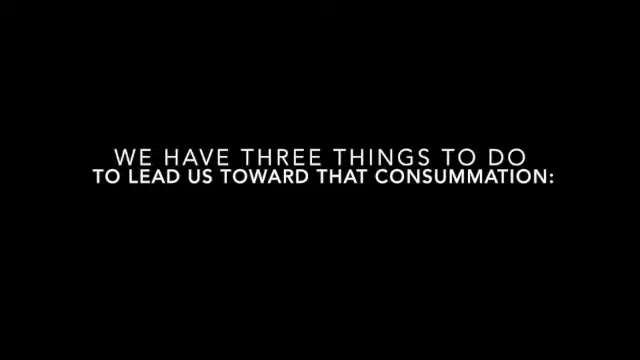 WE HAVE THREE THINGS TO DO
TO LEAD US TOWARD THAT CONSUMMATION: